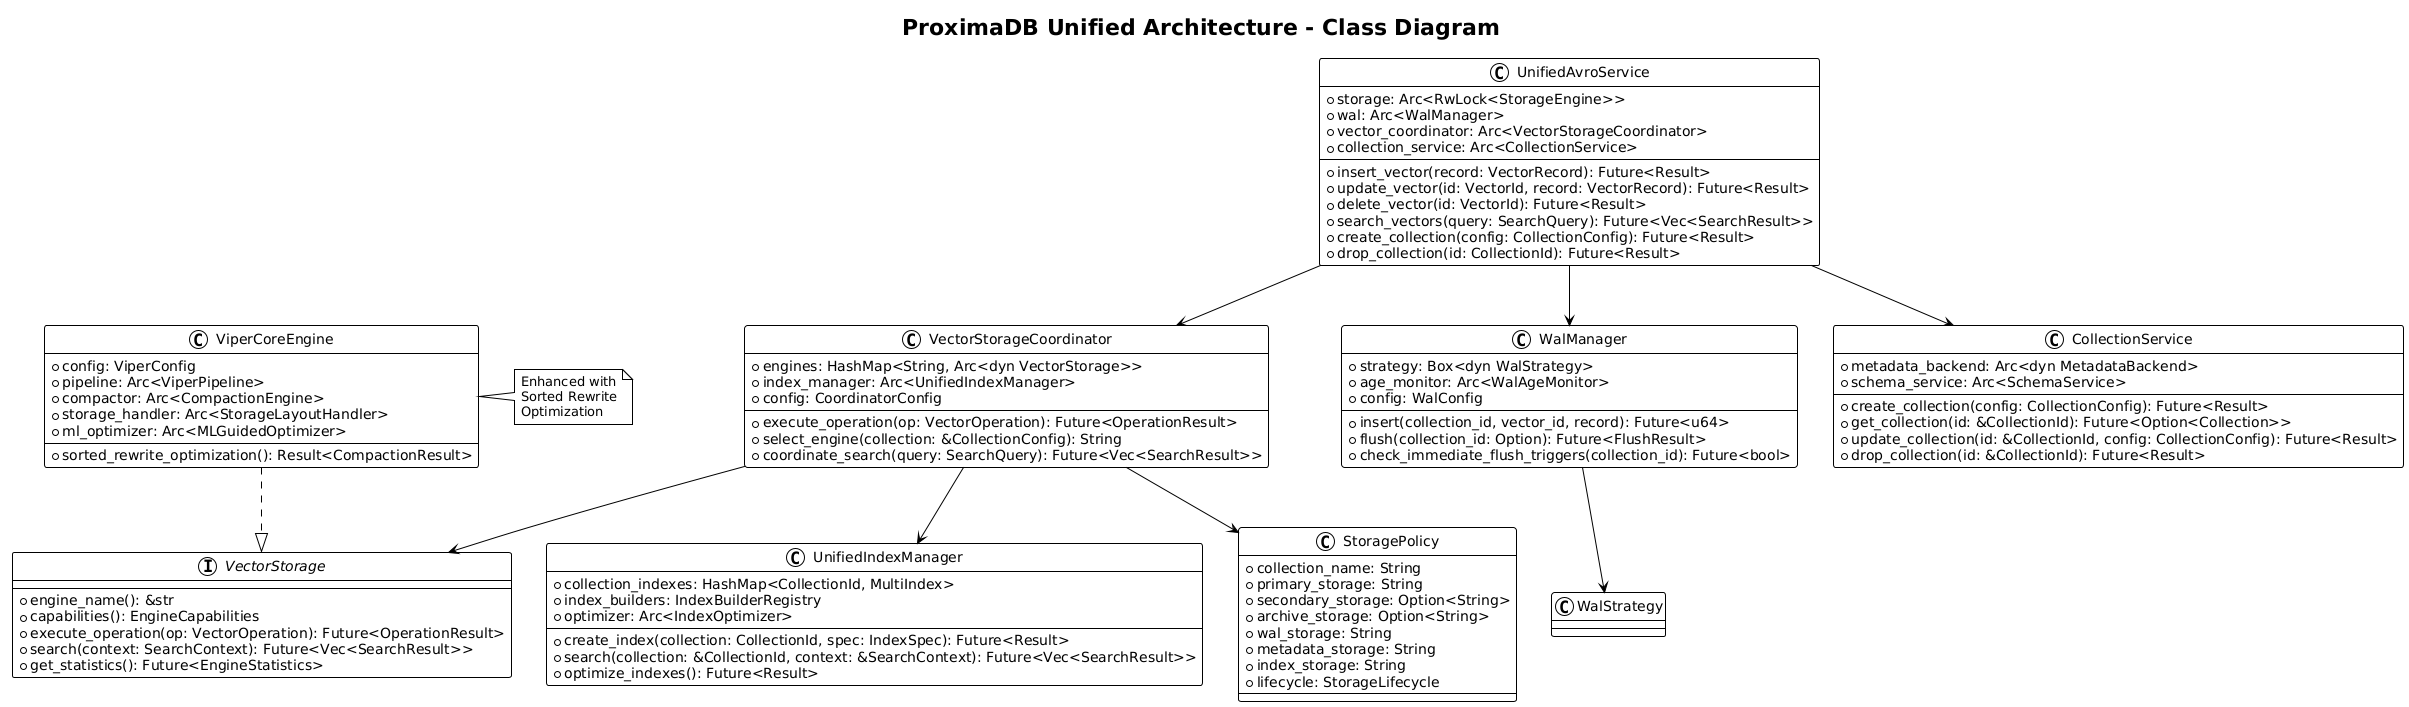 ProximaDB Unified Architecture - Class Diagram
C UnifiedAvroService
storage: Arc<RwLock<StorageEngine>>
wal: Arc<WalManager>
vector_coordinator: Arc<VectorStorageCoordinator>
collection_service: Arc<CollectionService>
insert_vector(record: VectorRecord): Future<Result>
update_vector(id: VectorId, record: VectorRecord): Future<Result>
delete_vector(id: VectorId): Future<Result>
search_vectors(query: SearchQuery): Future<Vec<SearchResult>>
create_collection(config: CollectionConfig): Future<Result>
drop_collection(id: CollectionId): Future<Result>
C ViperCoreEngine
config: ViperConfig
pipeline: Arc<ViperPipeline>
compactor: Arc<CompactionEngine>
storage_handler: Arc<StorageLayoutHandler>
ml_optimizer: Arc<MLGuidedOptimizer>
sorted_rewrite_optimization(): Result<CompactionResult>
Enhanced with
Sorted Rewrite
Optimization
C VectorStorageCoordinator
engines: HashMap<String, Arc<dyn VectorStorage>>
index_manager: Arc<UnifiedIndexManager>
config: CoordinatorConfig
execute_operation(op: VectorOperation): Future<OperationResult>
select_engine(collection: &CollectionConfig): String
coordinate_search(query: SearchQuery): Future<Vec<SearchResult>>
C WalManager
strategy: Box<dyn WalStrategy>
age_monitor: Arc<WalAgeMonitor>
config: WalConfig
insert(collection_id, vector_id, record): Future<u64>
flush(collection_id: Option): Future<FlushResult>
check_immediate_flush_triggers(collection_id): Future<bool>
C CollectionService
metadata_backend: Arc<dyn MetadataBackend>
schema_service: Arc<SchemaService>
create_collection(config: CollectionConfig): Future<Result>
get_collection(id: &CollectionId): Future<Option<Collection>>
update_collection(id: &CollectionId, config: CollectionConfig): Future<Result>
drop_collection(id: &CollectionId): Future<Result>
I VectorStorage
engine_name(): &str
capabilities(): EngineCapabilities
execute_operation(op: VectorOperation): Future<OperationResult>
search(context: SearchContext): Future<Vec<SearchResult>>
get_statistics(): Future<EngineStatistics>
C UnifiedIndexManager
collection_indexes: HashMap<CollectionId, MultiIndex>
index_builders: IndexBuilderRegistry
optimizer: Arc<IndexOptimizer>
create_index(collection: CollectionId, spec: IndexSpec): Future<Result>
search(collection: &CollectionId, context: &SearchContext): Future<Vec<SearchResult>>
optimize_indexes(): Future<Result>
C StoragePolicy
collection_name: String
primary_storage: String
secondary_storage: Option<String>
archive_storage: Option<String>
wal_storage: String
metadata_storage: String
index_storage: String
lifecycle: StorageLifecycle
C WalStrategy